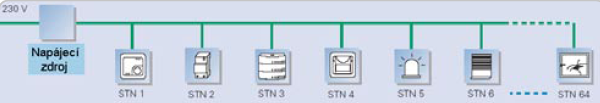 230 V
Napájecí
zdroj
STN 1
STN 2
STN 3
STN 4
STN 5
STN 6
STN 64